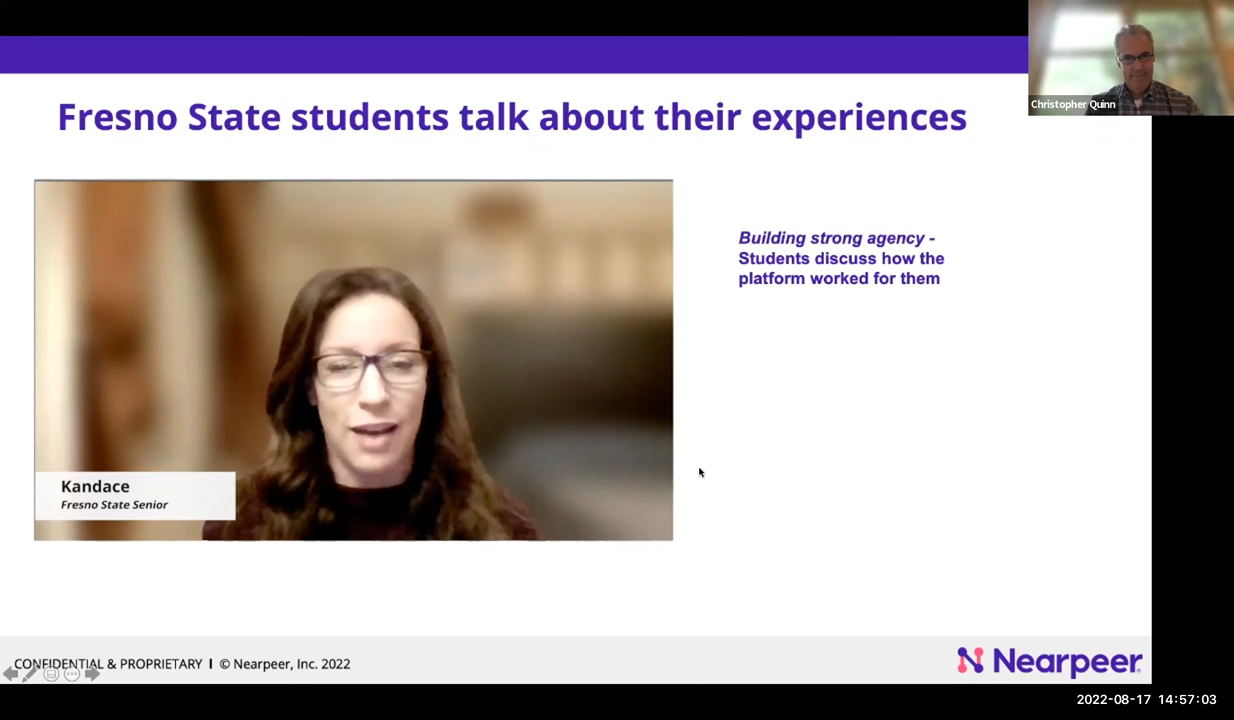 Christopher Quinn
Fresno State students talk about their experiences
Building strong agency -
Students discuss how the
platform worked for them
Kandace
Fresno State Senior
CONFIDENTIAL & PROPRIETARY I © Nearpeer, Inc. 2022
Nearpeer
2022-08-17 14:57:03